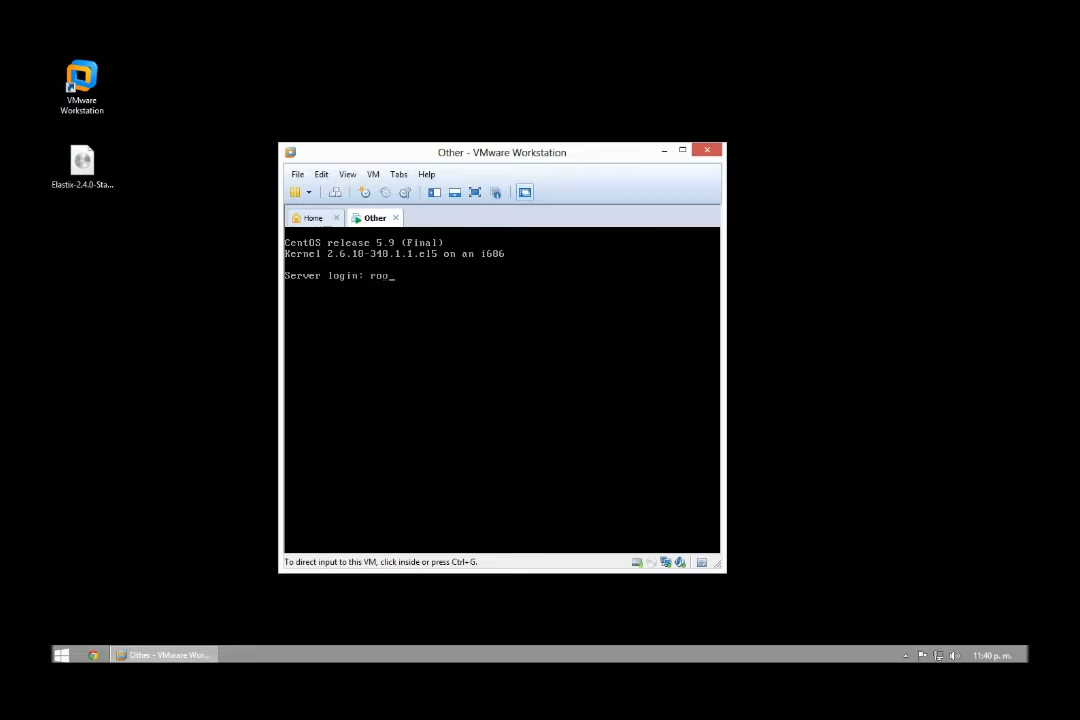 VMware
Workstation
Elastix-2.4.0-Sta...
Other - VMware Workstation
File Edit View VM Tabs Help
Home Other
CentOS release 5.9 (Final)
Kernel 2.6.18-348.1.1.el5 on an i686
Server login: roo_
To direct input to this VM, click inside or press Ctrl+G.
Other - VMware Wor...
11:40 p. m.